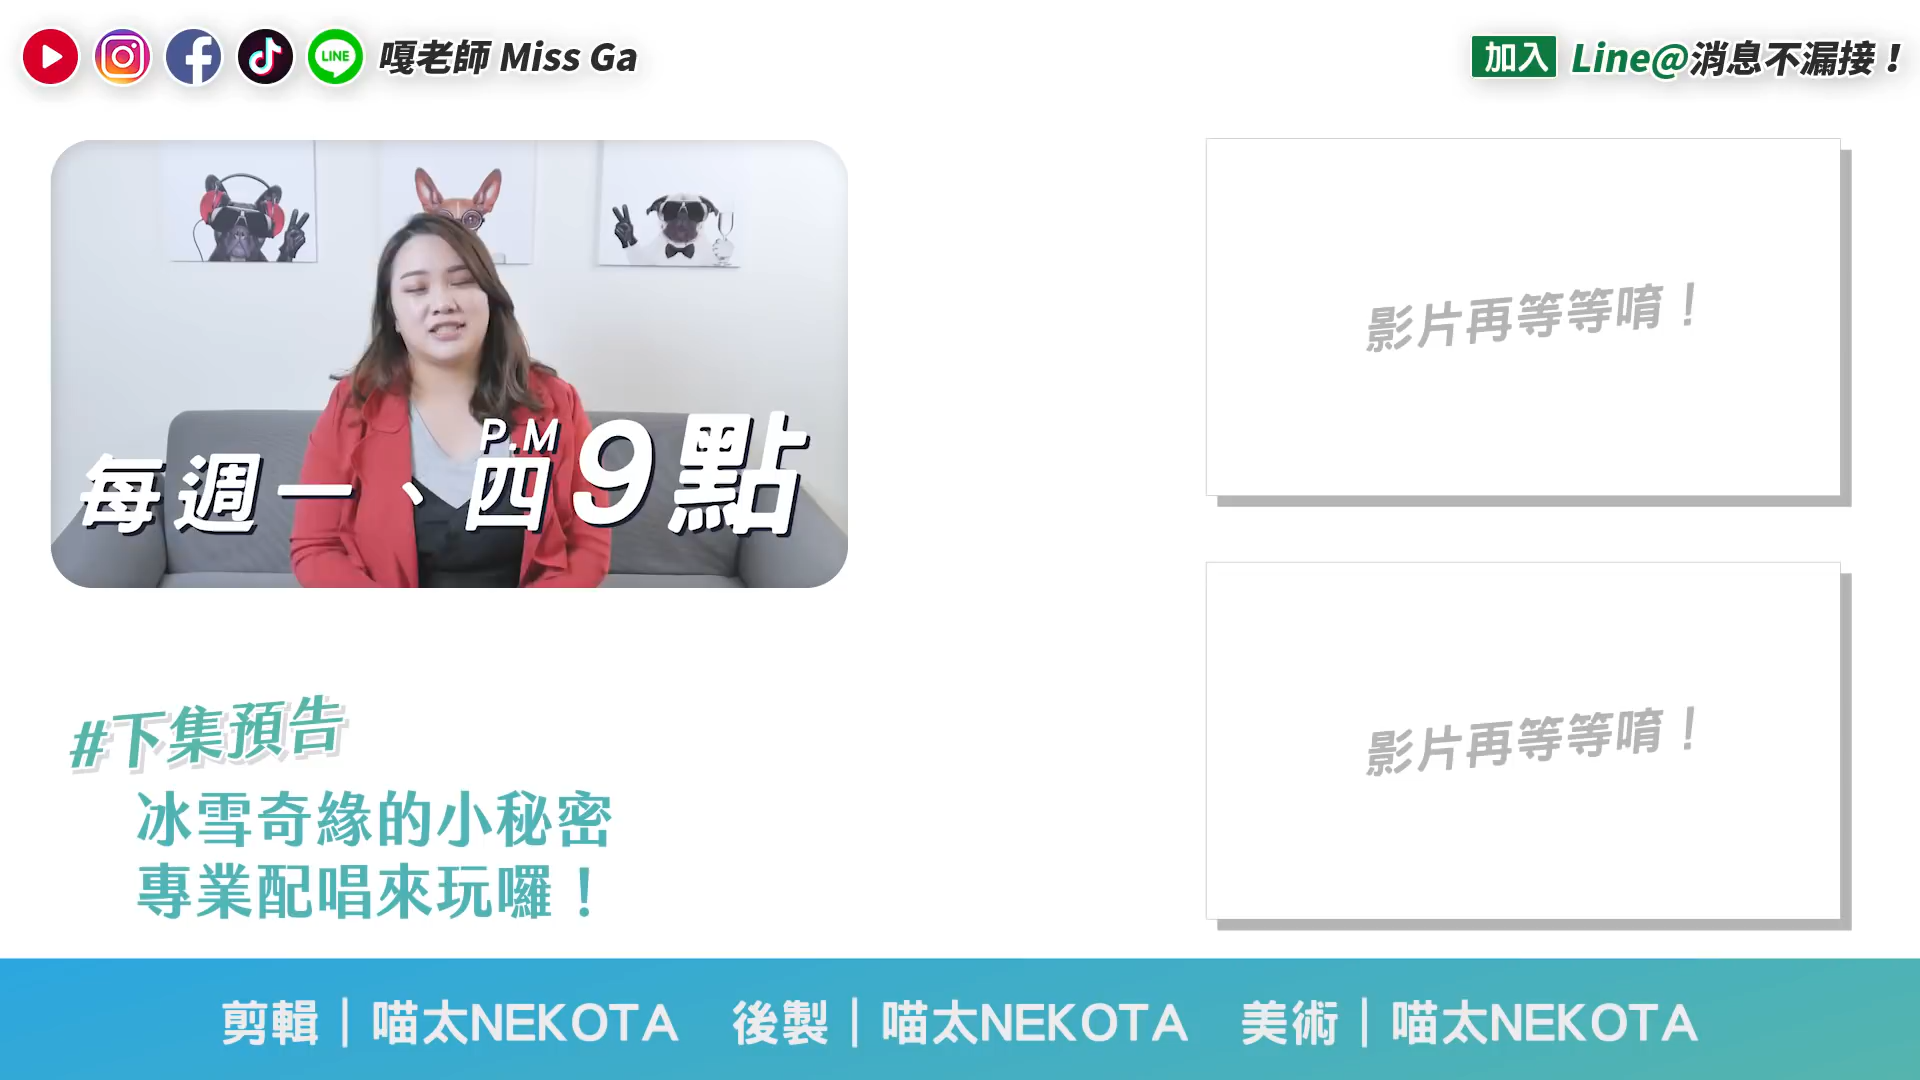 LINE
嘎老師 Miss Ga
加入 Line@消息不漏接！
每週一、四 P.M 9點
影片再等等唷！
影片再等等唷！
#下集預告
冰雪奇緣的小秘密
專業配唱來玩囉！
剪輯｜喵太NEKOTA 後製｜喵太NEKOTA 美術｜喵太NEKOTA